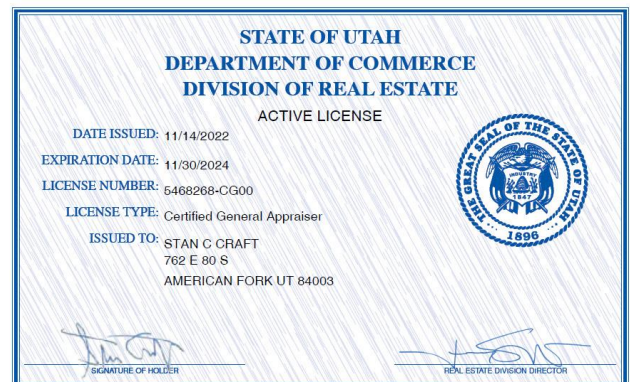 STATE OF UTAH
DEPARTMENT OF COMMERCE
DIVISION OF REAL ESTATE
ACTIVE LICENSE
DATE ISSUED: 11/14/2022
EXPIRATION DATE: 11/30/2024
LICENSE NUMBER: 5468268-CG00
LICENSE TYPE: Certified General Appraiser
ISSUED TO: STAN C CRAFT
762 E 80 S
AMERICAN FORK UT 84003
THE GREAT SEAL OF THE STATE OF UTAH
INDUSTRY
1847
1896
SIGNATURE OF HOLDER
REAL ESTATE DIVISION DIRECTOR